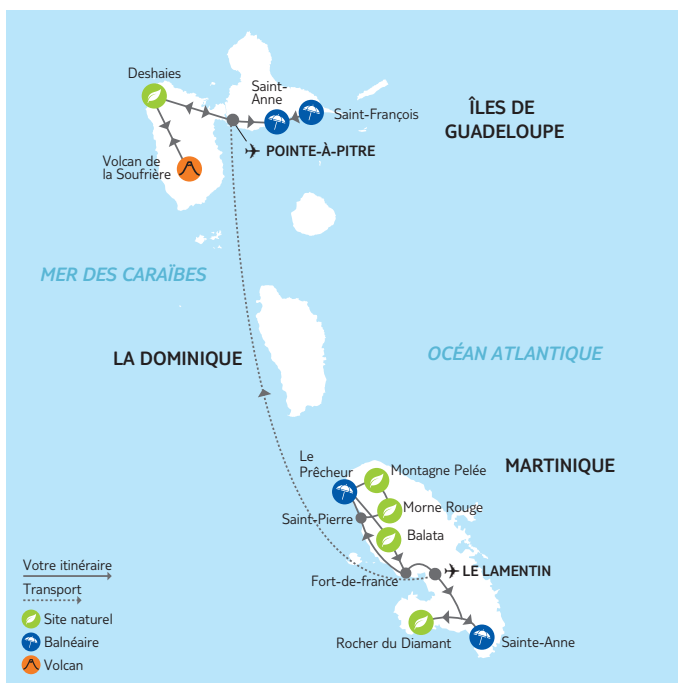 Deshaies
Saint-
Anne
Saint-François
ÎLES DE
GUADELOUPE
POINTE-À-PITRE
Volcan de
la Soufrière
MER DES CARAÏBES
LA DOMINIQUE
OCÉAN ATLANTIQUE
Le
Prêcheur
Montagne Pelée
MARTINIQUE
Morne Rouge
Saint-Pierre
Balata
Fort-de-france
LE LAMENTIN
Rocher du Diamant
Sainte-Anne
Votre itinéraire
Transport
Site naturel
Balnéaire
Volcan